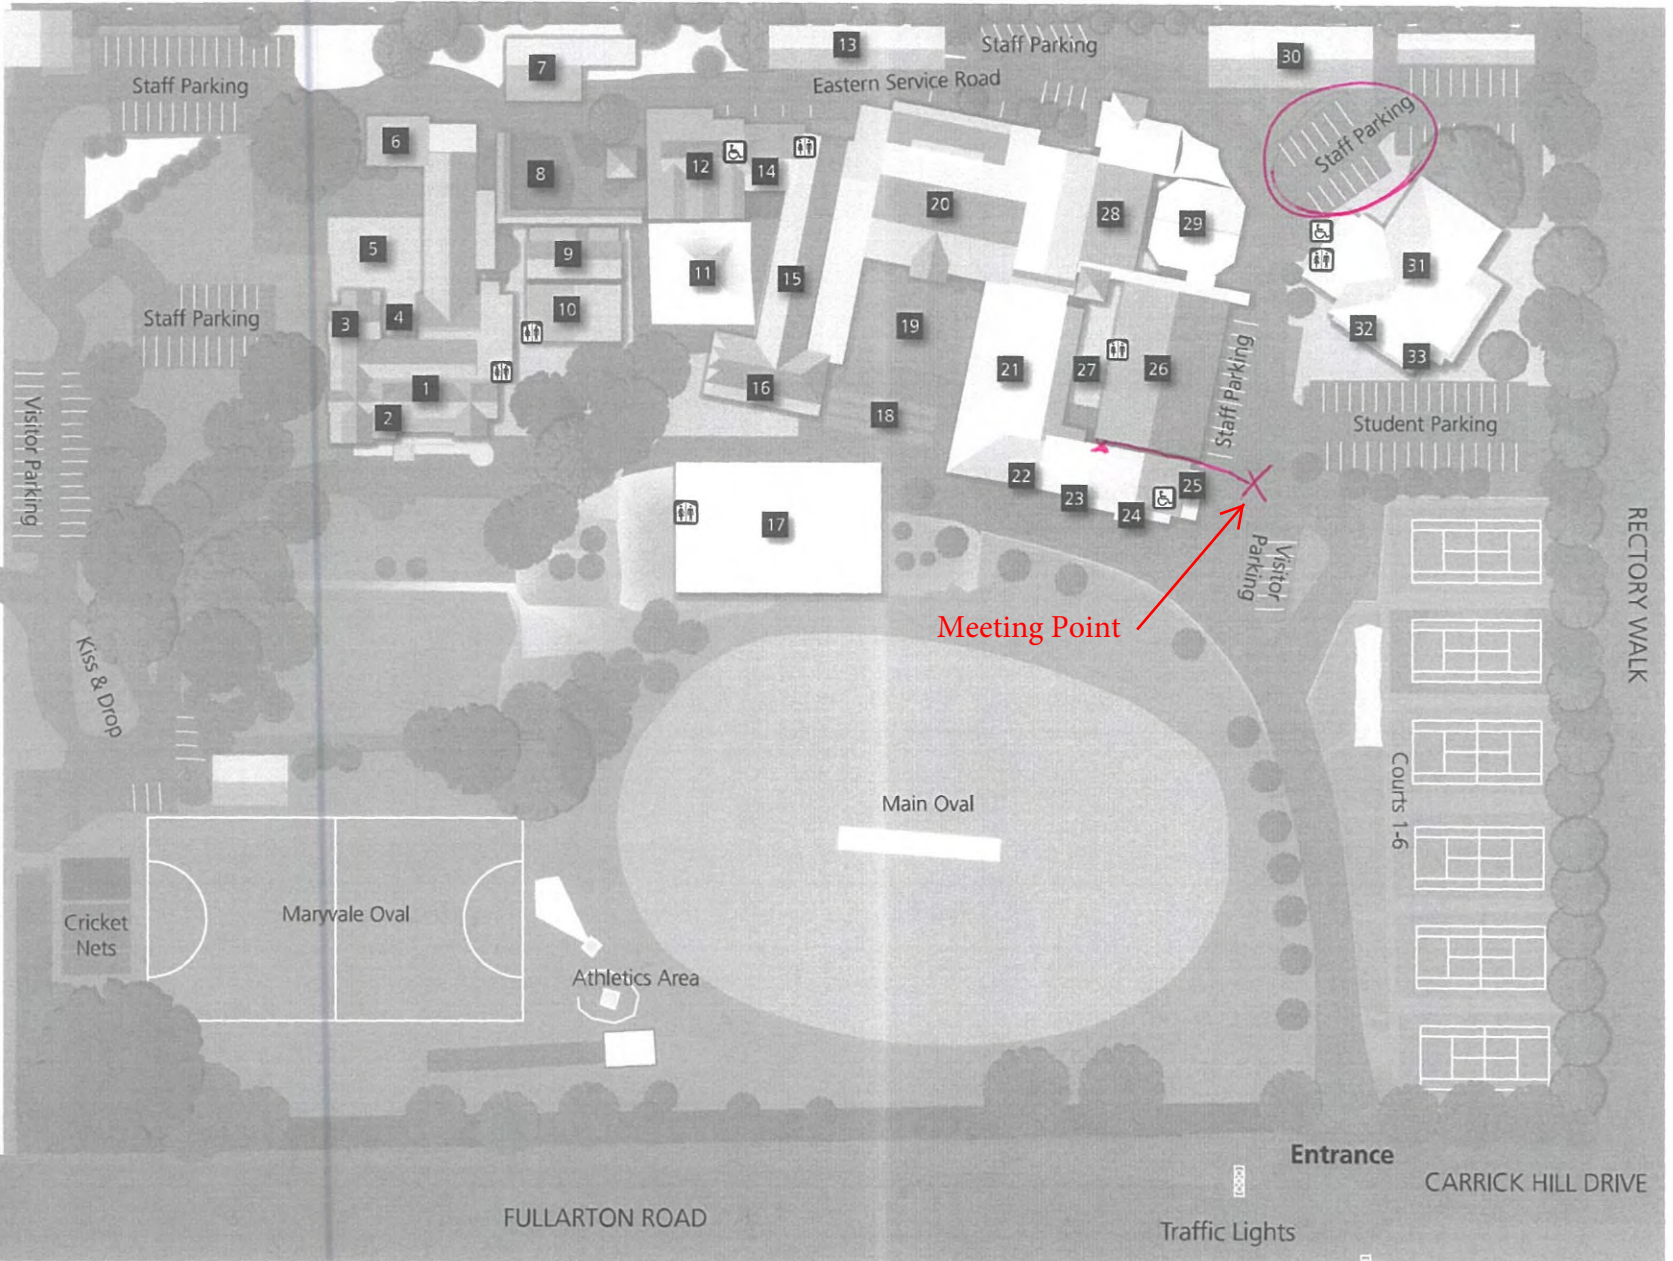 13
Staff Parking
30
7
Staff Parking
Eastern Service Road
Staff Parking
6
8
12
14
20
28
29
5
9
11
15
31
Staff Parking
3
4
10
19
32
33
21
27
26
Staff Parking
1
2
16
18
Student Parking
Visitor Parking
22
23
24
25
17
Visitor
Parking
RECTORY WALK
Meeting Point
Kiss & Drop
Courts 1-6
Main Oval
Maryvale Oval
Cricket
Nets
Athletics Area
Entrance
CARRICK HILL DRIVE
FULLARTON ROAD
Traffic Lights